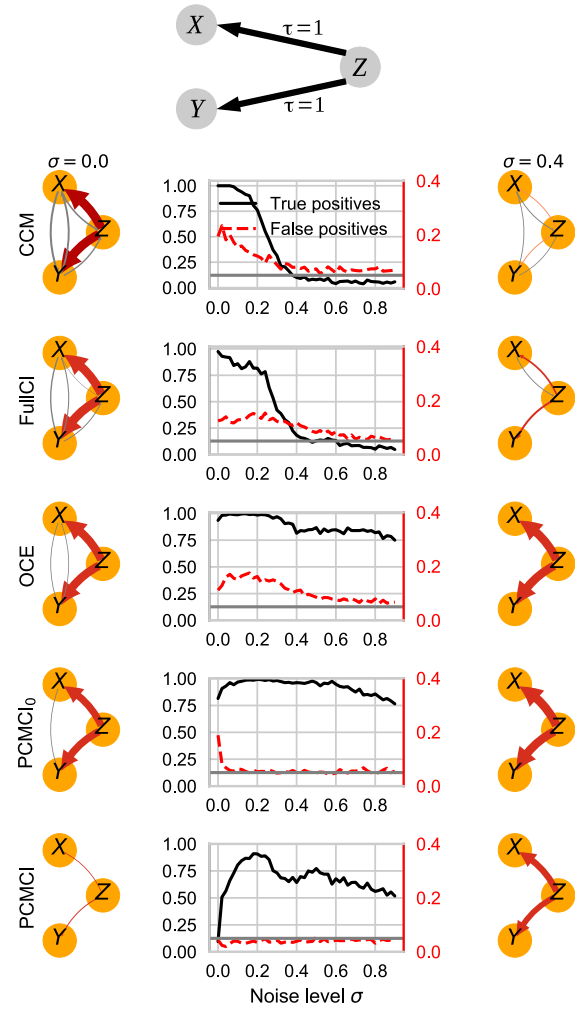 X
τ=1
Z
Y
τ=1
σ = 0.0
σ = 0.4
CCM
X
Z
Y
1.00
0.75
0.50
0.25
0.00
True positives
False positives
0.4
0.2
0.0
0.0 0.2 0.4 0.6 0.8
X
Z
Y
FullCI
X
Z
Y
1.00
0.75
0.50
0.25
0.00
0.4
0.2
0.0
0.0 0.2 0.4 0.6 0.8
X
Z
Y
OCE
X
Z
Y
1.00
0.75
0.50
0.25
0.00
0.4
0.2
0.0
0.0 0.2 0.4 0.6 0.8
X
Z
Y
PCMCI₀
X
Z
Y
1.00
0.75
0.50
0.25
0.00
0.4
0.2
0.0
0.0 0.2 0.4 0.6 0.8
X
Z
Y
PCMCI
X
Z
Y
1.00
0.75
0.50
0.25
0.00
0.4
0.2
0.0
0.0 0.2 0.4 0.6 0.8
Noise level σ
X
Z
Y